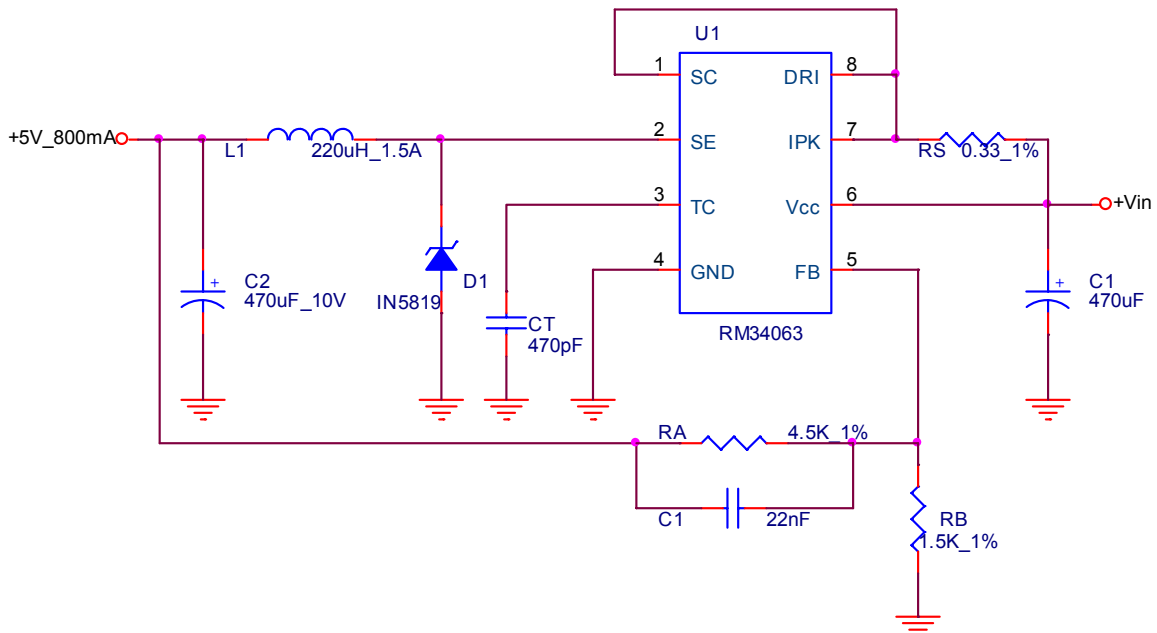 U1
1
SC
DRI
8
+5V_800mA
L1
220uH_1.5A
2
SE
IPK
7
RS
0.33_1%
3
TC
Vcc
6
+Vin
4
GND
FB
5
C2
470uF_10V
+
D1
IN5819
CT
470pF
RM34063
+
C1
470uF
RA
4.5K_1%
C1
22nF
RB
1.5K_1%